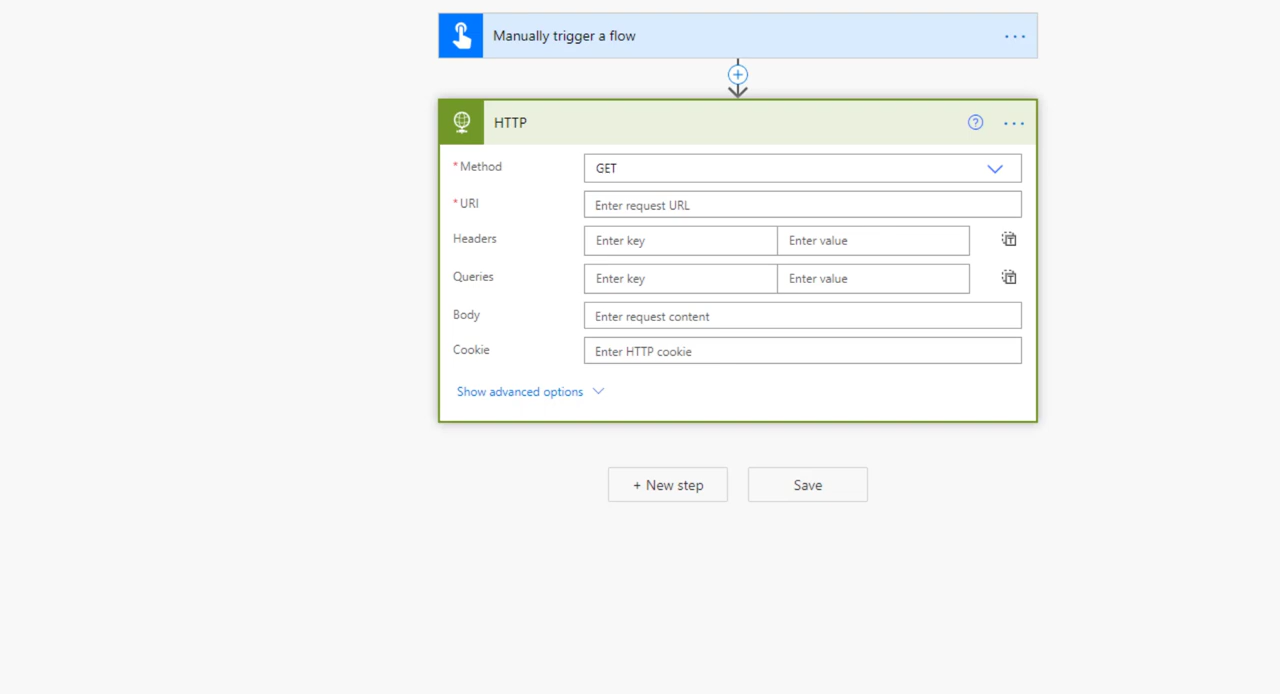 Manually trigger a flow
HTTP
* Method
GET
* URI
Enter request URL
Headers
Enter key
Enter value
Queries
Enter key
Enter value
Body
Enter request content
Cookie
Enter HTTP cookie
Show advanced options
+ New step
Save